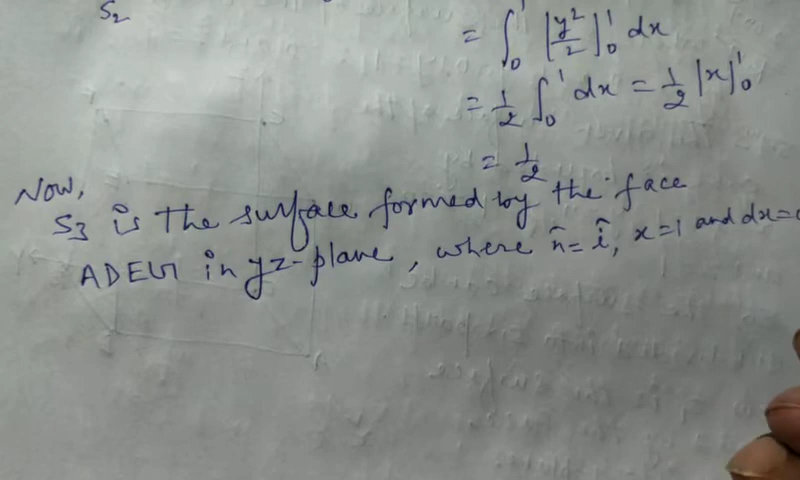 S₂
= ∫₀¹ |y²/2|₀¹ dx
= 1/2 ∫₀¹ dx = 1/2 |x|₀¹
= 1/2
Now,
S₃ is the surface formed by the face
ADEG in yz-plane, where n̂ = î, x=1 and dx=